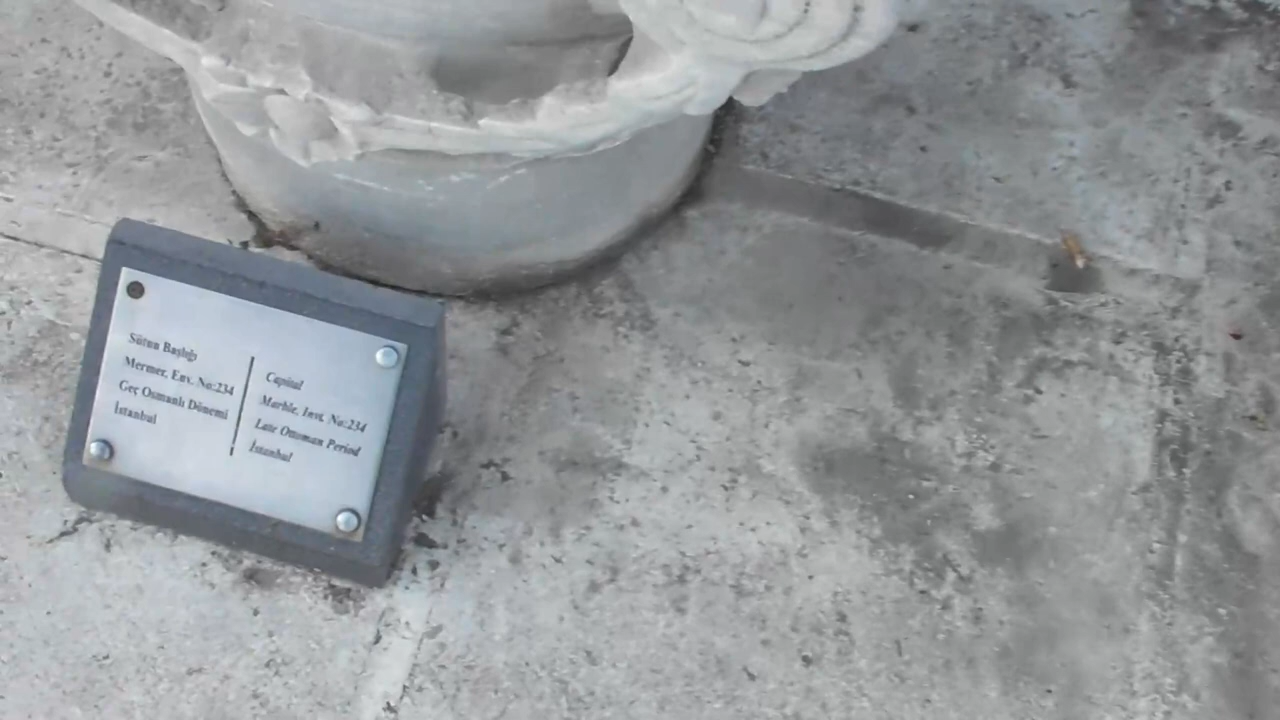 Sütun Başlığı
Mermer, Env. No:234
Geç Osmanlı Dönemi
İstanbul
Capital
Marble, Inv. No:234
Late Ottoman Period
İstanbul